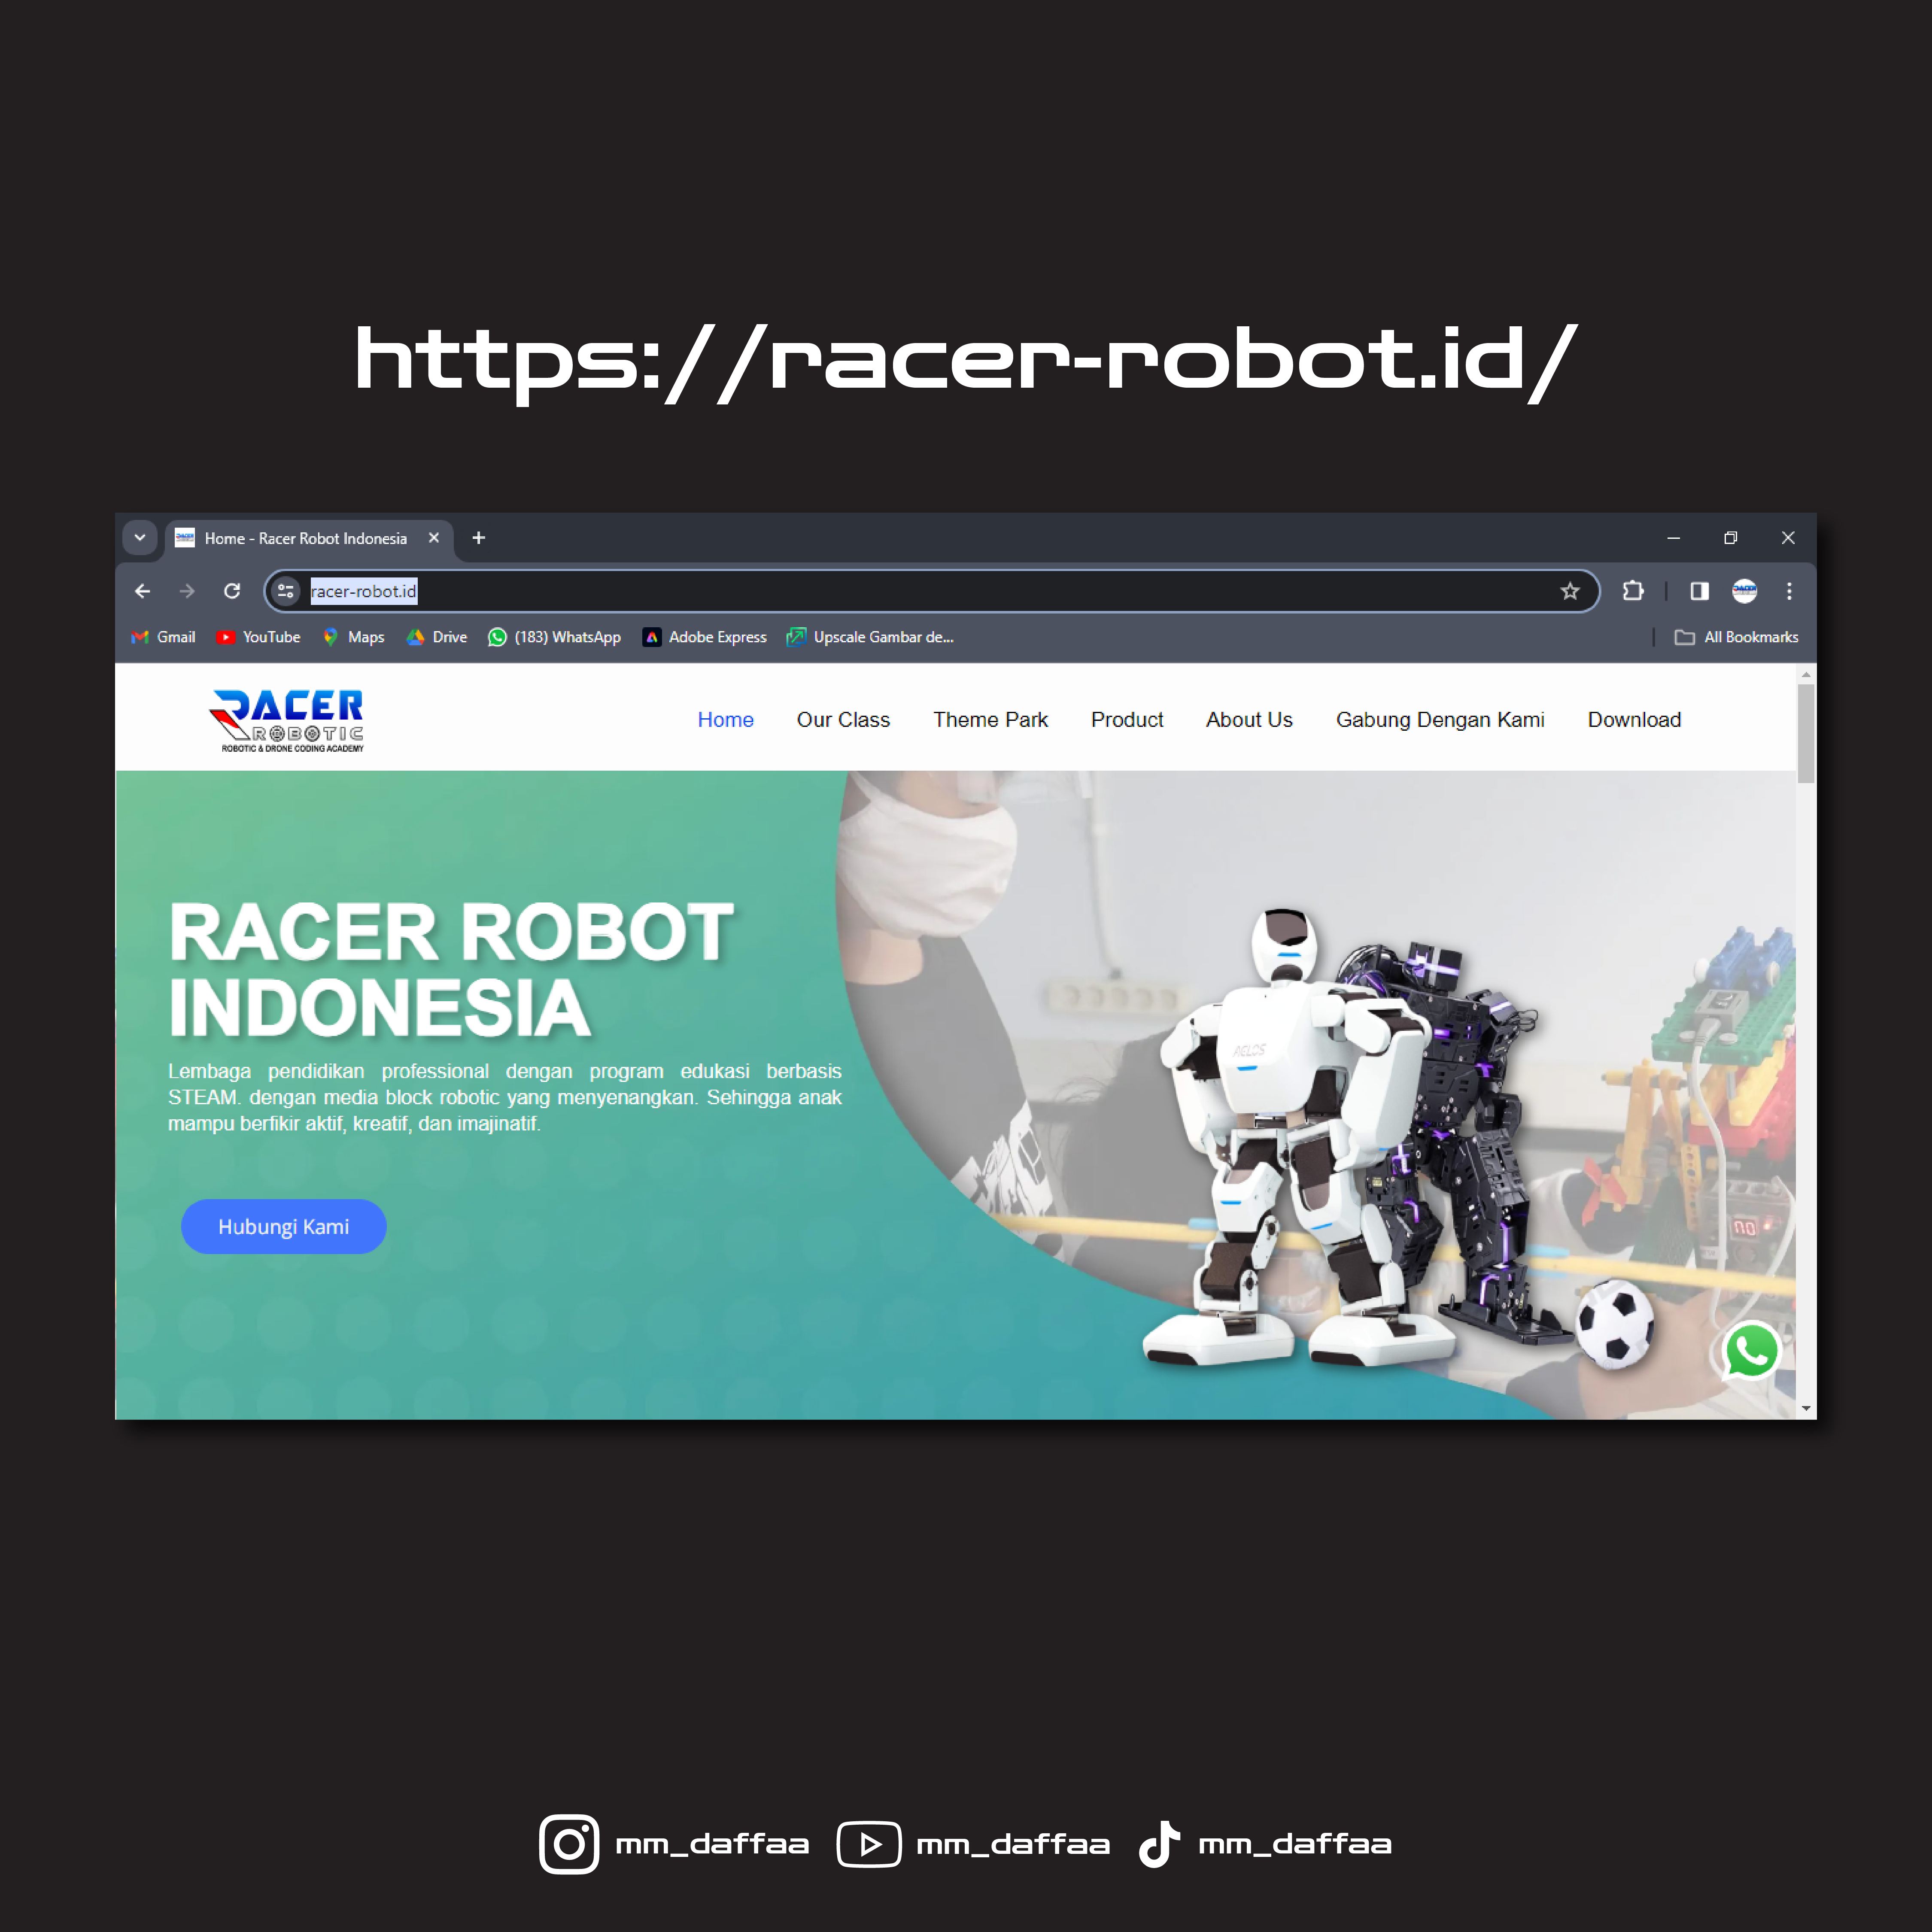 https://racer-robot.id/
Home - Racer Robot Indonesia
racer-robot.id
Gmail YouTube Maps Drive (183) WhatsApp Adobe Express Upscale Gambar de... All Bookmarks
RACER
ROBOTIC
ROBOTIC & DRONE CODING ACADEMY
Home Our Class Theme Park Product About Us Gabung Dengan Kami Download
RACER ROBOT
INDONESIA
Lembaga pendidikan professional dengan program edukasi berbasis
STEAM. dengan media block robotic yang menyenangkan. Sehingga anak
mampu berfikir aktif, kreatif, dan imajinatif.
Hubungi Kami
AELOS
mm_daffaa mm_daffaa mm_daffaa